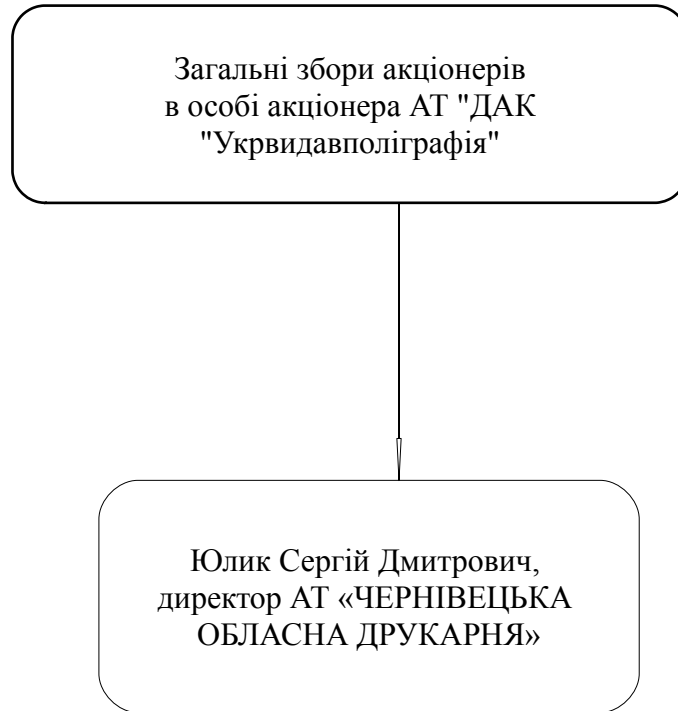 Загальні збори акціонерів
в особі акціонера АТ "ДАК
"Укрвидавполіграфія"
Юлик Сергій Дмитрович,
директор АТ «ЧЕРНІВЕЦЬКА
ОБЛАСНА ДРУКАРНЯ»